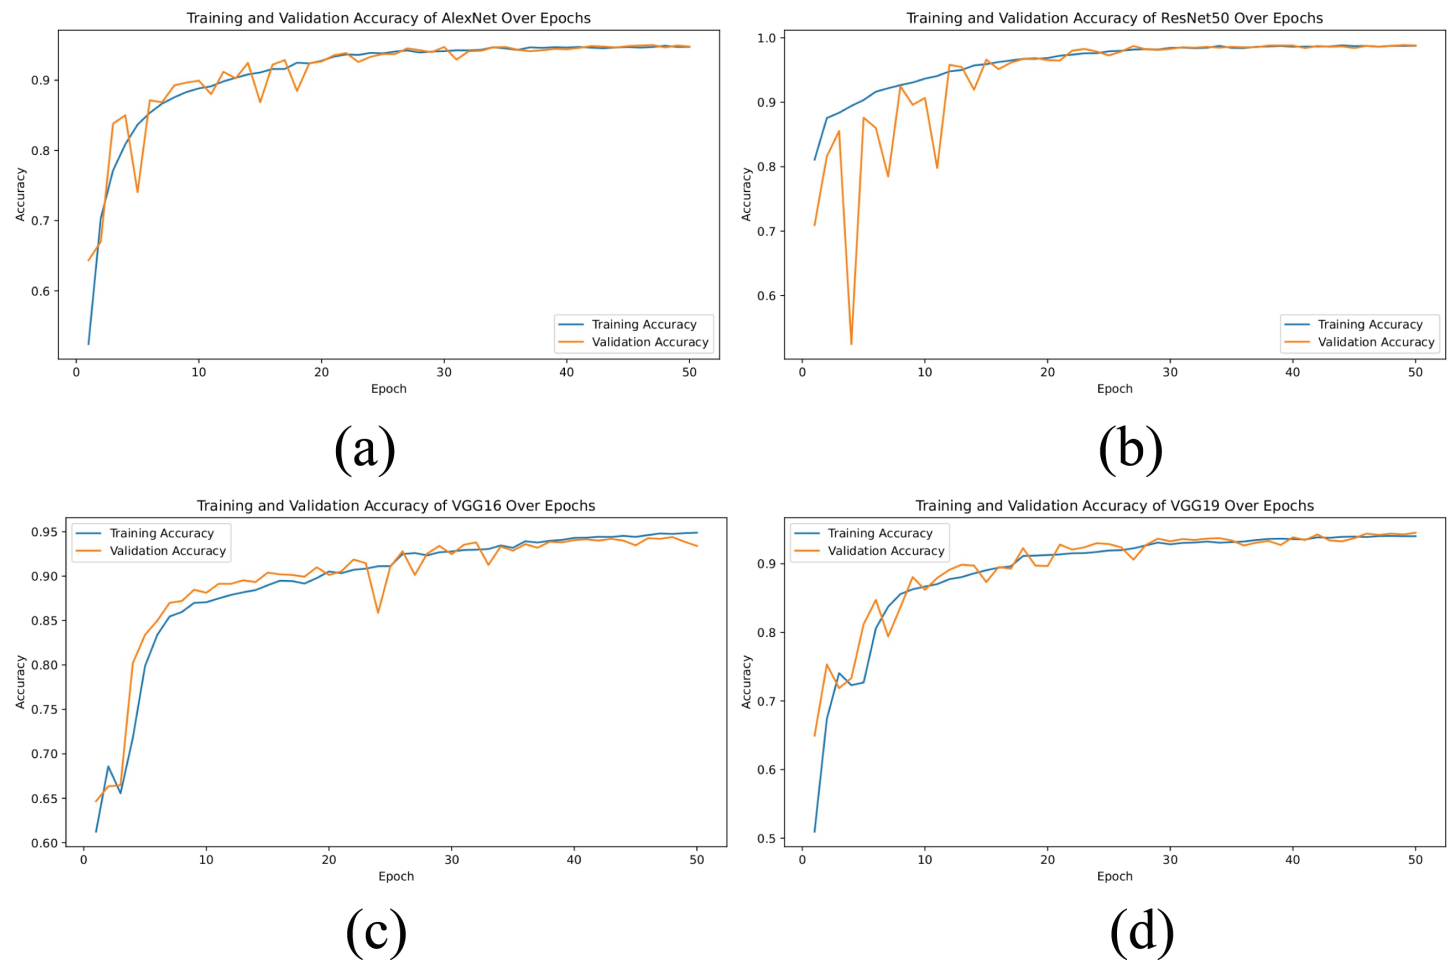 Training and Validation Accuracy of AlexNet Over Epochs
Accuracy
0.9
0.8
0.7
0.6
Training Accuracy
Validation Accuracy
0 10 20 30 40 50
Epoch
(a)
Training and Validation Accuracy of ResNet50 Over Epochs
Accuracy
1.0
0.9
0.8
0.7
0.6
Training Accuracy
Validation Accuracy
0 10 20 30 40 50
Epoch
(b)
Training and Validation Accuracy of VGG16 Over Epochs
Training Accuracy
Validation Accuracy
Accuracy
0.95
0.90
0.85
0.80
0.75
0.70
0.65
0.60
0 10 20 30 40 50
Epoch
(c)
Training and Validation Accuracy of VGG19 Over Epochs
Training Accuracy
Validation Accuracy
Accuracy
0.9
0.8
0.7
0.6
0.5
0 10 20 30 40 50
Epoch
(d)